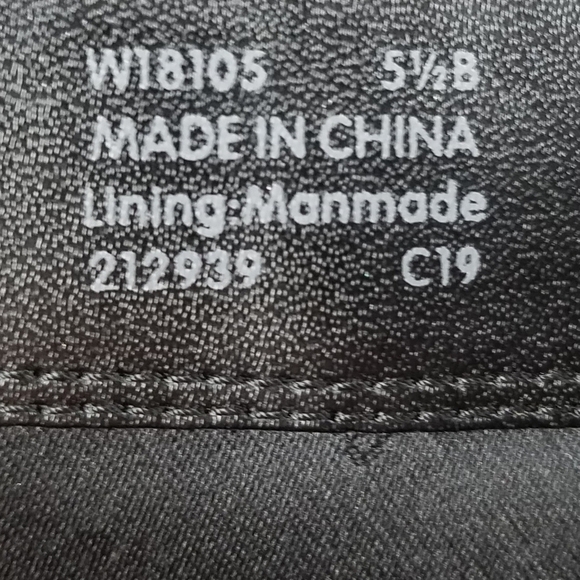 W18105 5½B
MADE IN CHINA
Lining:Manmade
212939 C19